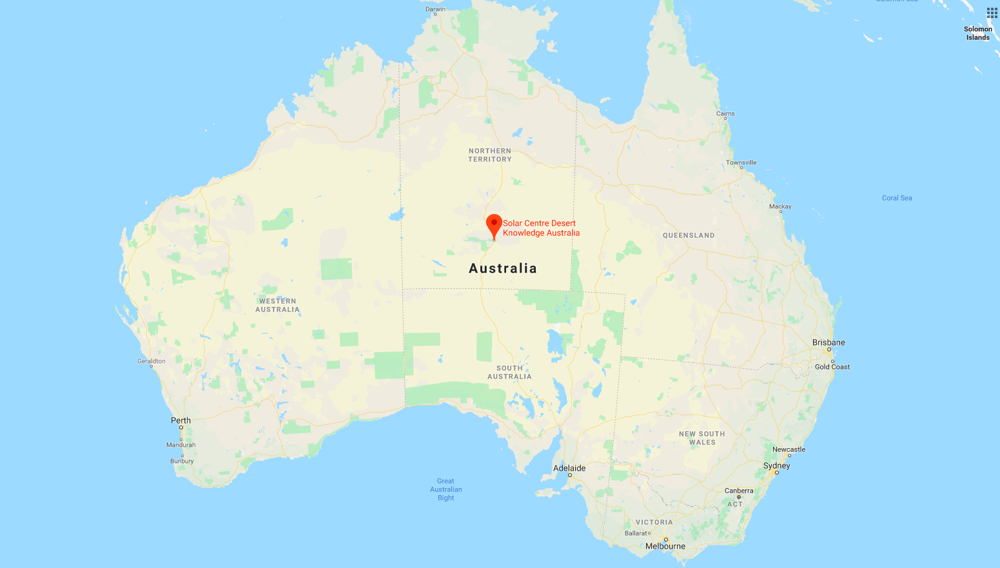 Solomon Sea
Darwin
Solomon
Islands
Cairns
NORTHERN
TERRITORY
Townsville
Coral Sea
Mackay
Solar Centre Desert
Knowledge Australia
QUEENSLAND
Australia
WESTERN
AUSTRALIA
Brisbane
Geraldton
Gold Coast
SOUTH
AUSTRALIA
Perth
NEW SOUTH
WALES
Mandurah
Newcastle
Bunbury
Sydney
Adelaide
Great
Australian
Bight
Canberra
ACT
VICTORIA
Ballarat
Melbourne